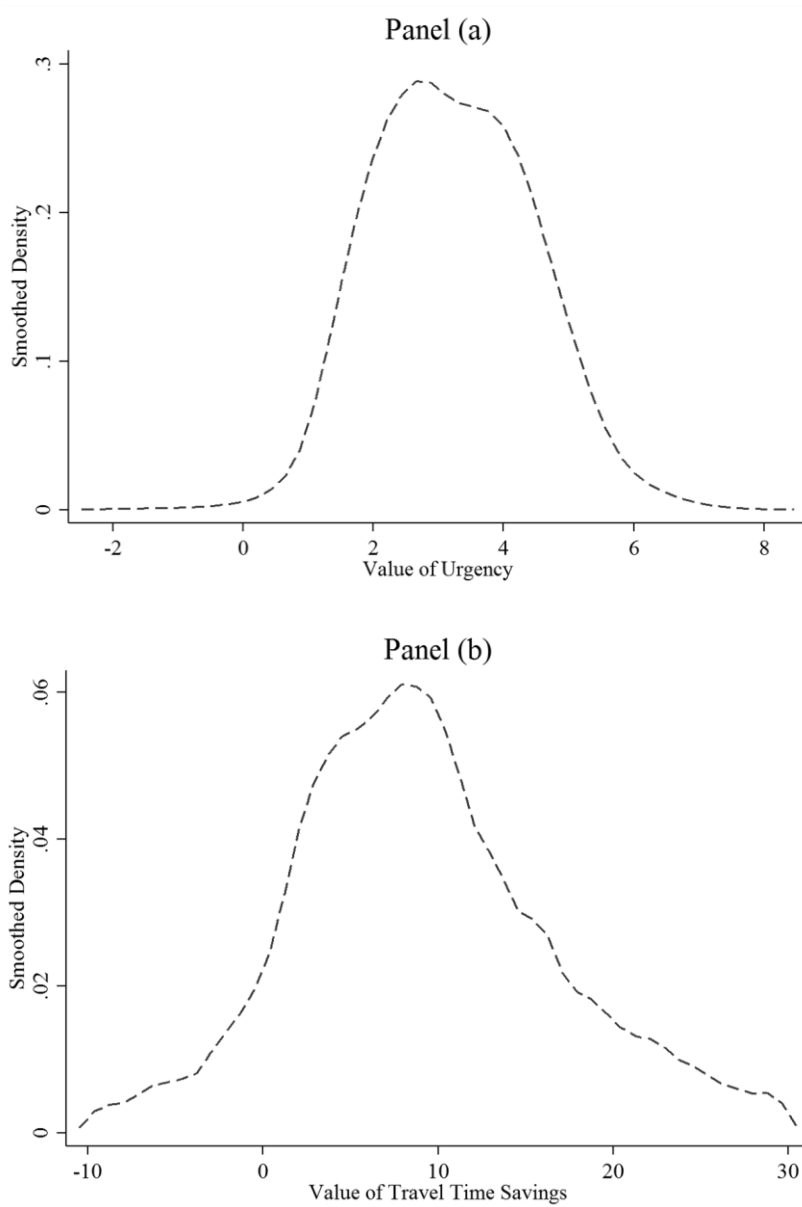 Panel (a)
.3
.2
.1
0
Smoothed Density
-2 0 2 4 6 8
Value of Urgency
Panel (b)
.06
.04
.02
0
Smoothed Density
-10 0 10 20 30
Value of Travel Time Savings